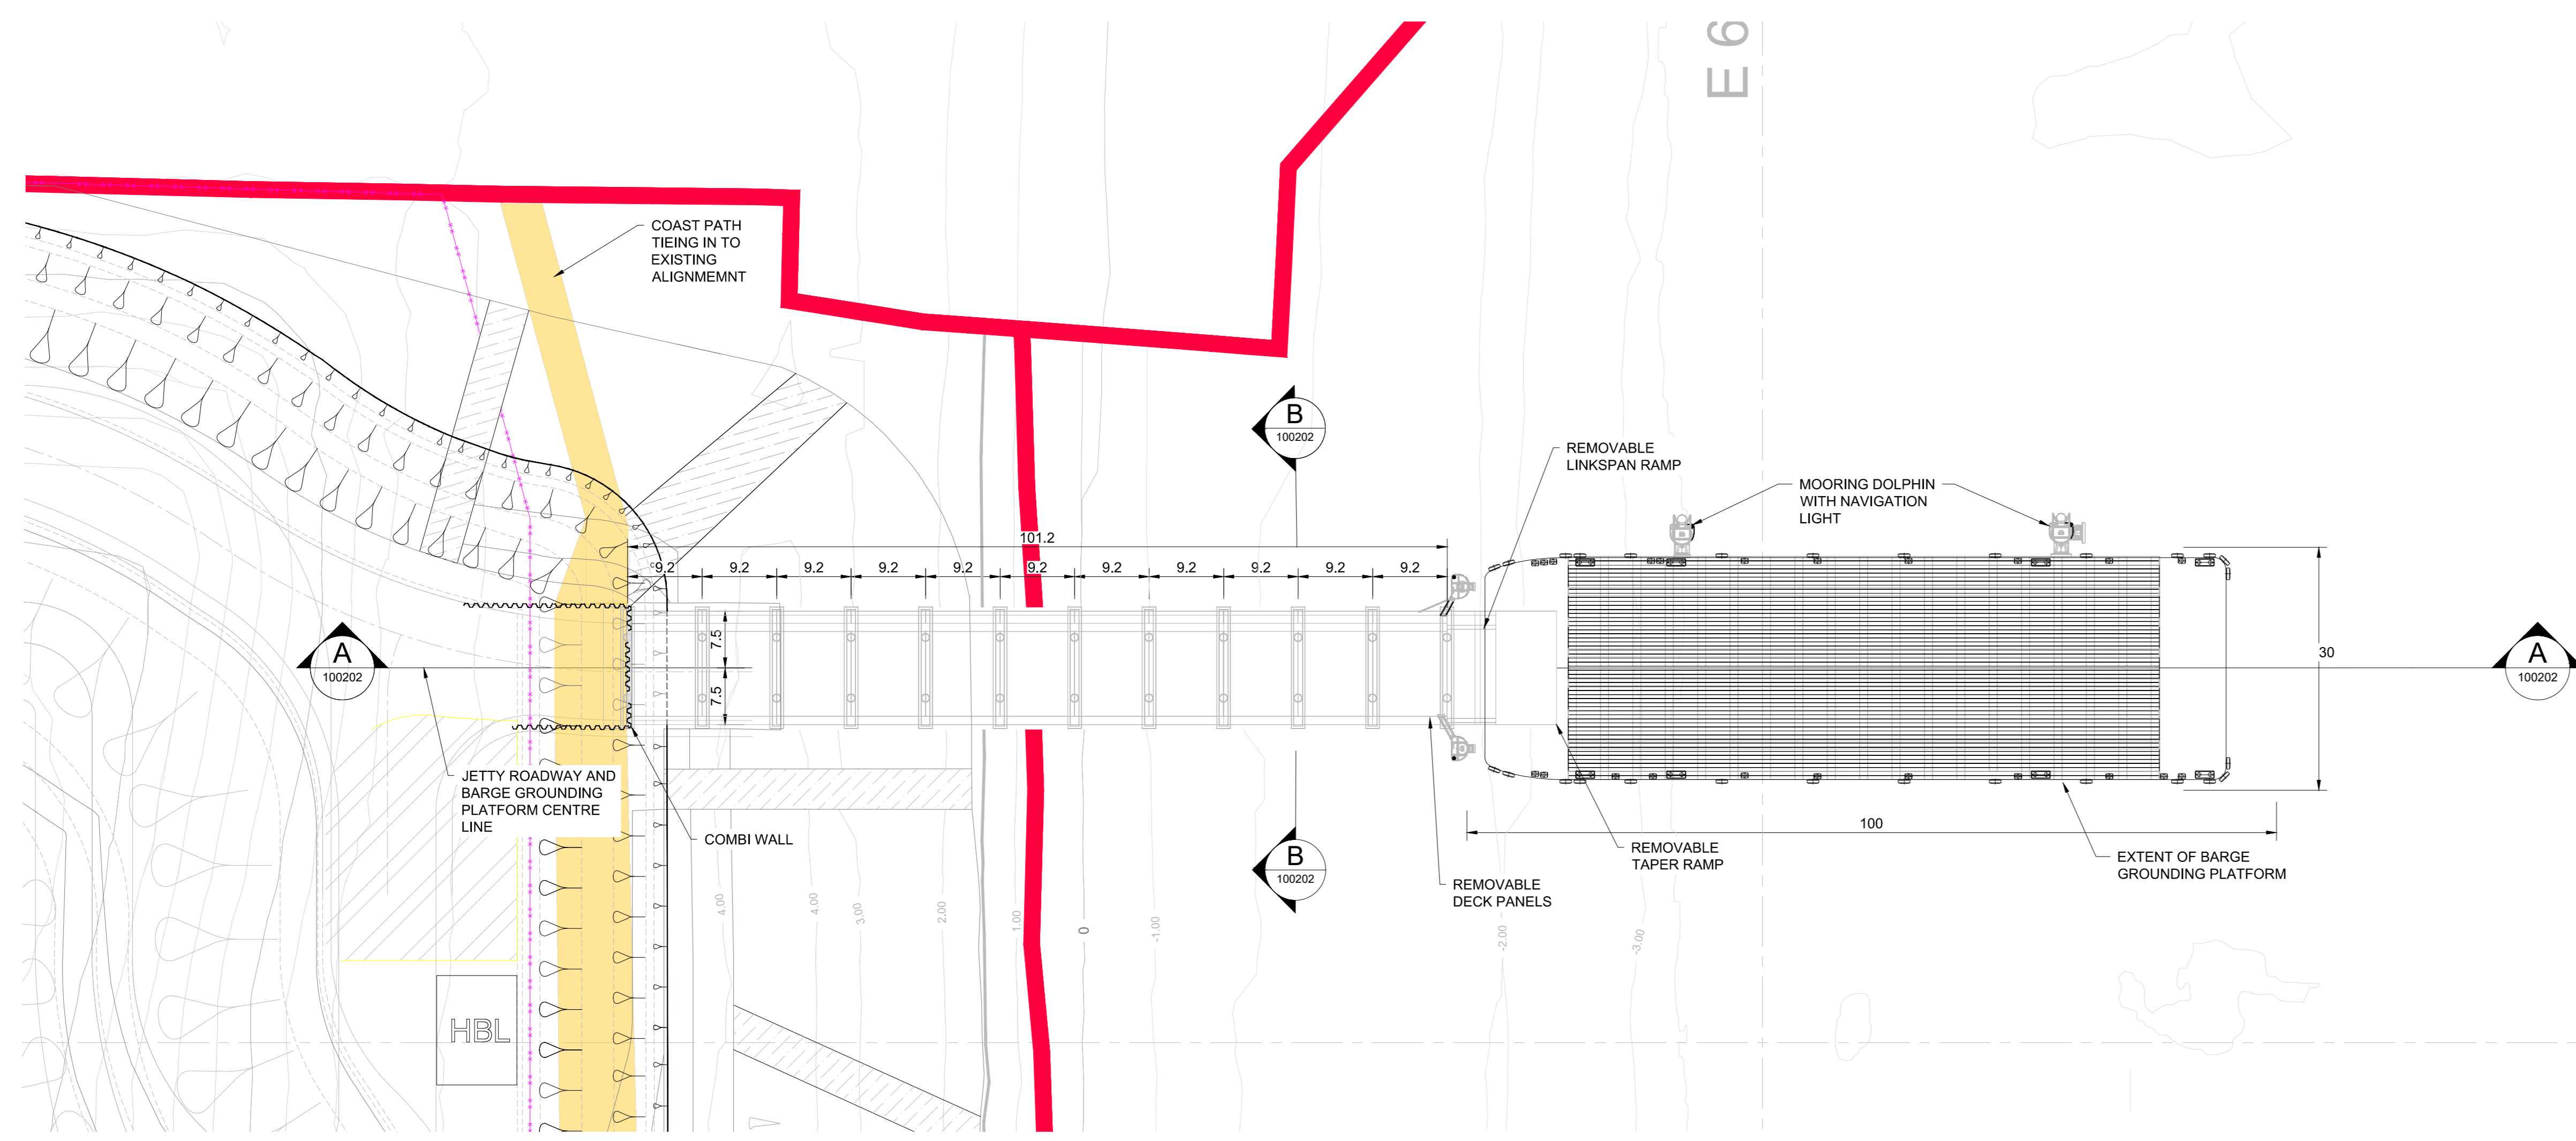 E 6
COAST PATH
TIEING IN TO
EXISTING
ALIGNMEMNT
B
100202
REMOVABLE
LINKSPAN RAMP
MOORING DOLPHIN
WITH NAVIGATION
LIGHT
101.2
9.2 9.2 9.2 9.2 9.2 9.2 9.2 9.2 9.2 9.2 9.2
7.5
7.5
A
100202
30
A
100202
JETTY ROADWAY AND
BARGE GROUNDING
PLATFORM CENTRE
LINE
COMBI WALL
100
B
100202
REMOVABLE
TAPER RAMP
EXTENT OF BARGE
GROUNDING PLATFORM
REMOVABLE
DECK PANELS
4.00 4.00 3.00 2.00 1.00 0 -1.00 -2.00 -3.00
HBL